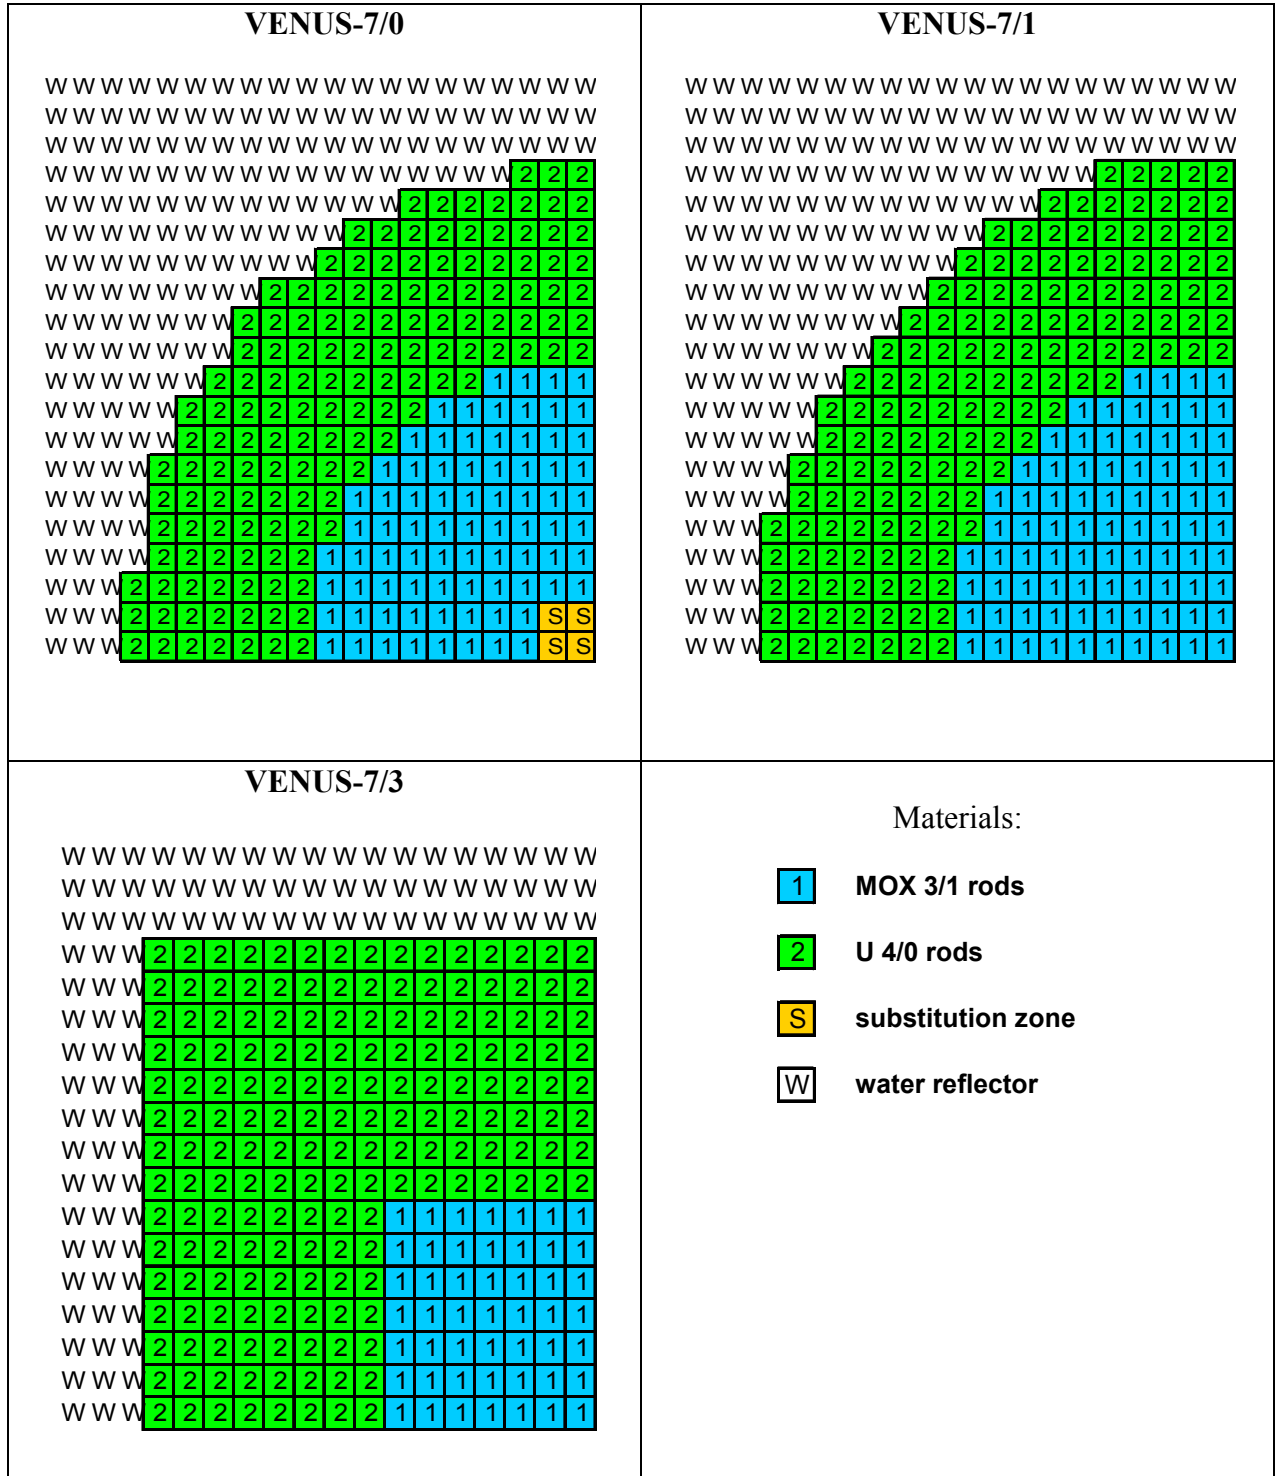 VENUS-7/0
W W W W W W W W W W W W W W W W W W W W
W W W W W W W W W W W W W W W W W W W W
W W W W W W W W W W W W W W W W W W W W
W W W W W W W W W W W W W W W W W 2 2 2
W W W W W W W W W W W W W 2 2 2 2 2 2 2
W W W W W W W W W W W 2 2 2 2 2 2 2 2 2
W W W W W W W W W W 2 2 2 2 2 2 2 2 2 2
W W W W W W W W 2 2 2 2 2 2 2 2 2 2 2 2
W W W W W W W 2 2 2 2 2 2 2 2 2 2 2 2 2
W W W W W W W 2 2 2 2 2 2 2 2 2 2 2 2 2
W W W W W W 2 2 2 2 2 2 2 2 2 2 1 1 1 1
W W W W W 2 2 2 2 2 2 2 2 2 1 1 1 1 1 1
W W W W W 2 2 2 2 2 2 2 2 1 1 1 1 1 1 1
W W W W 2 2 2 2 2 2 2 2 1 1 1 1 1 1 1 1
W W W W 2 2 2 2 2 2 2 1 1 1 1 1 1 1 1 1
W W W W 2 2 2 2 2 2 2 1 1 1 1 1 1 1 1 1
W W W W 2 2 2 2 2 2 1 1 1 1 1 1 1 1 1 1
W W W 2 2 2 2 2 2 2 1 1 1 1 1 1 1 1 1 1
W W W 2 2 2 2 2 2 2 1 1 1 1 1 1 1 1 S S
W W W 2 2 2 2 2 2 2 1 1 1 1 1 1 1 1 S S
VENUS-7/1
W W W W W W W W W W W W W W W W W W W W
W W W W W W W W W W W W W W W W W W W W
W W W W W W W W W W W W W W W W W W W W
W W W W W W W W W W W W W W W 2 2 2 2 2
W W W W W W W W W W W W W 2 2 2 2 2 2 2
W W W W W W W W W W W 2 2 2 2 2 2 2 2 2
W W W W W W W W W W 2 2 2 2 2 2 2 2 2 2
W W W W W W W W W 2 2 2 2 2 2 2 2 2 2 2
W W W W W W W W 2 2 2 2 2 2 2 2 2 2 2 2
W W W W W W W 2 2 2 2 2 2 2 2 2 2 2 2 2
W W W W W W 2 2 2 2 2 2 2 2 2 2 1 1 1 1
W W W W W 2 2 2 2 2 2 2 2 2 1 1 1 1 1 1
W W W W W 2 2 2 2 2 2 2 2 1 1 1 1 1 1 1
W W W W 2 2 2 2 2 2 2 2 1 1 1 1 1 1 1 1
W W W W 2 2 2 2 2 2 2 1 1 1 1 1 1 1 1 1
W W W 2 2 2 2 2 2 2 2 1 1 1 1 1 1 1 1 1
W W W 2 2 2 2 2 2 2 1 1 1 1 1 1 1 1 1 1
W W W 2 2 2 2 2 2 2 1 1 1 1 1 1 1 1 1 1
W W W 2 2 2 2 2 2 2 1 1 1 1 1 1 1 1 1 1
W W W 2 2 2 2 2 2 2 1 1 1 1 1 1 1 1 1 1
VENUS-7/3
W W W W W W W W W W W W W W W W W W
W W W W W W W W W W W W W W W W W W
W W W W W W W W W W W W W W W W W W
W W W 2 2 2 2 2 2 2 2 2 2 2 2 2 2 2
W W W 2 2 2 2 2 2 2 2 2 2 2 2 2 2 2
W W W 2 2 2 2 2 2 2 2 2 2 2 2 2 2 2
W W W 2 2 2 2 2 2 2 2 2 2 2 2 2 2 2
W W W 2 2 2 2 2 2 2 2 2 2 2 2 2 2 2
W W W 2 2 2 2 2 2 2 2 2 2 2 2 2 2 2
W W W 2 2 2 2 2 2 2 2 2 2 2 2 2 2 2
W W W 2 2 2 2 2 2 2 2 2 2 2 2 2 2 2
W W W 2 2 2 2 2 2 2 2 1 1 1 1 1 1 1
W W W 2 2 2 2 2 2 2 2 1 1 1 1 1 1 1
W W W 2 2 2 2 2 2 2 2 1 1 1 1 1 1 1
W W W 2 2 2 2 2 2 2 2 1 1 1 1 1 1 1
W W W 2 2 2 2 2 2 2 2 1 1 1 1 1 1 1
W W W 2 2 2 2 2 2 2 2 1 1 1 1 1 1 1
W W W 2 2 2 2 2 2 2 2 1 1 1 1 1 1 1
Materials:
1 MOX 3/1 rods
2 U 4/0 rods
S substitution zone
W water reflector